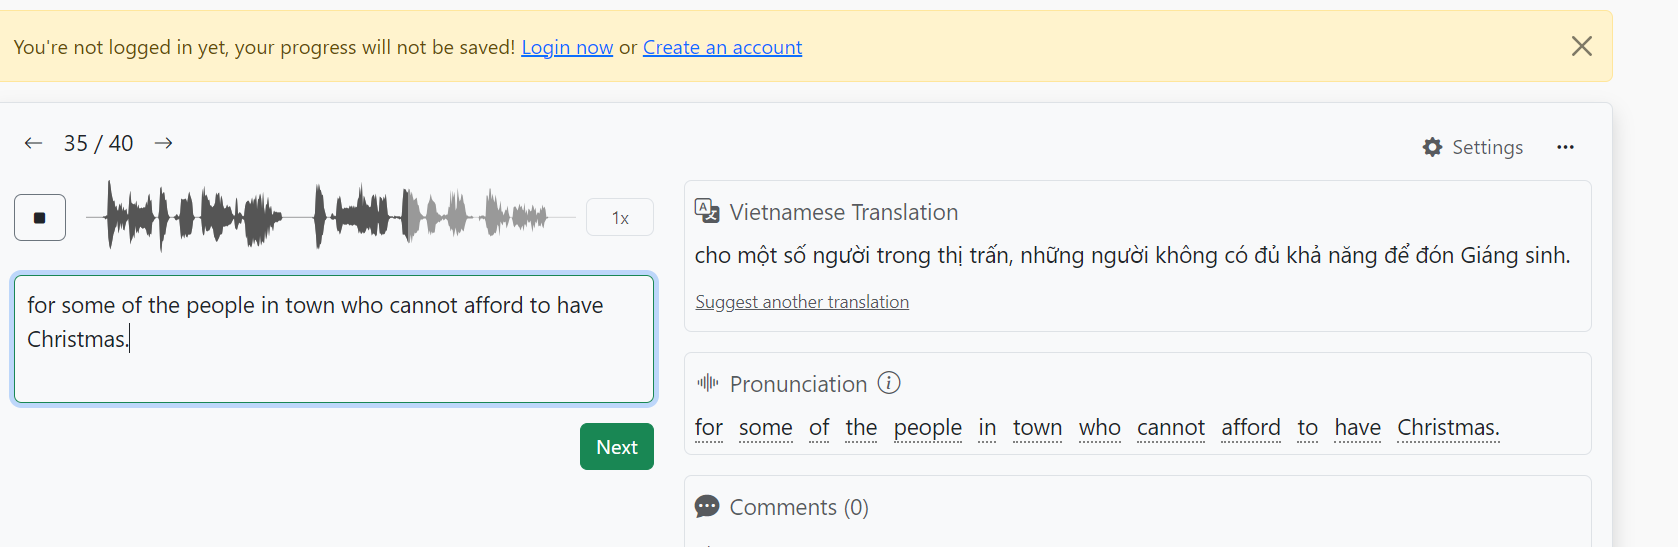 You're not logged in yet, your progress will not be saved! Login now or Create an account
35 / 40
Settings
1x
for some of the people in town who cannot afford to have
Christmas.
Next
Vietnamese Translation
cho một số người trong thị trấn, những người không có đủ khả năng để đón Giáng sinh.
Suggest another translation
Pronunciation
for some of the people in town who cannot afford to have Christmas.
Comments (0)